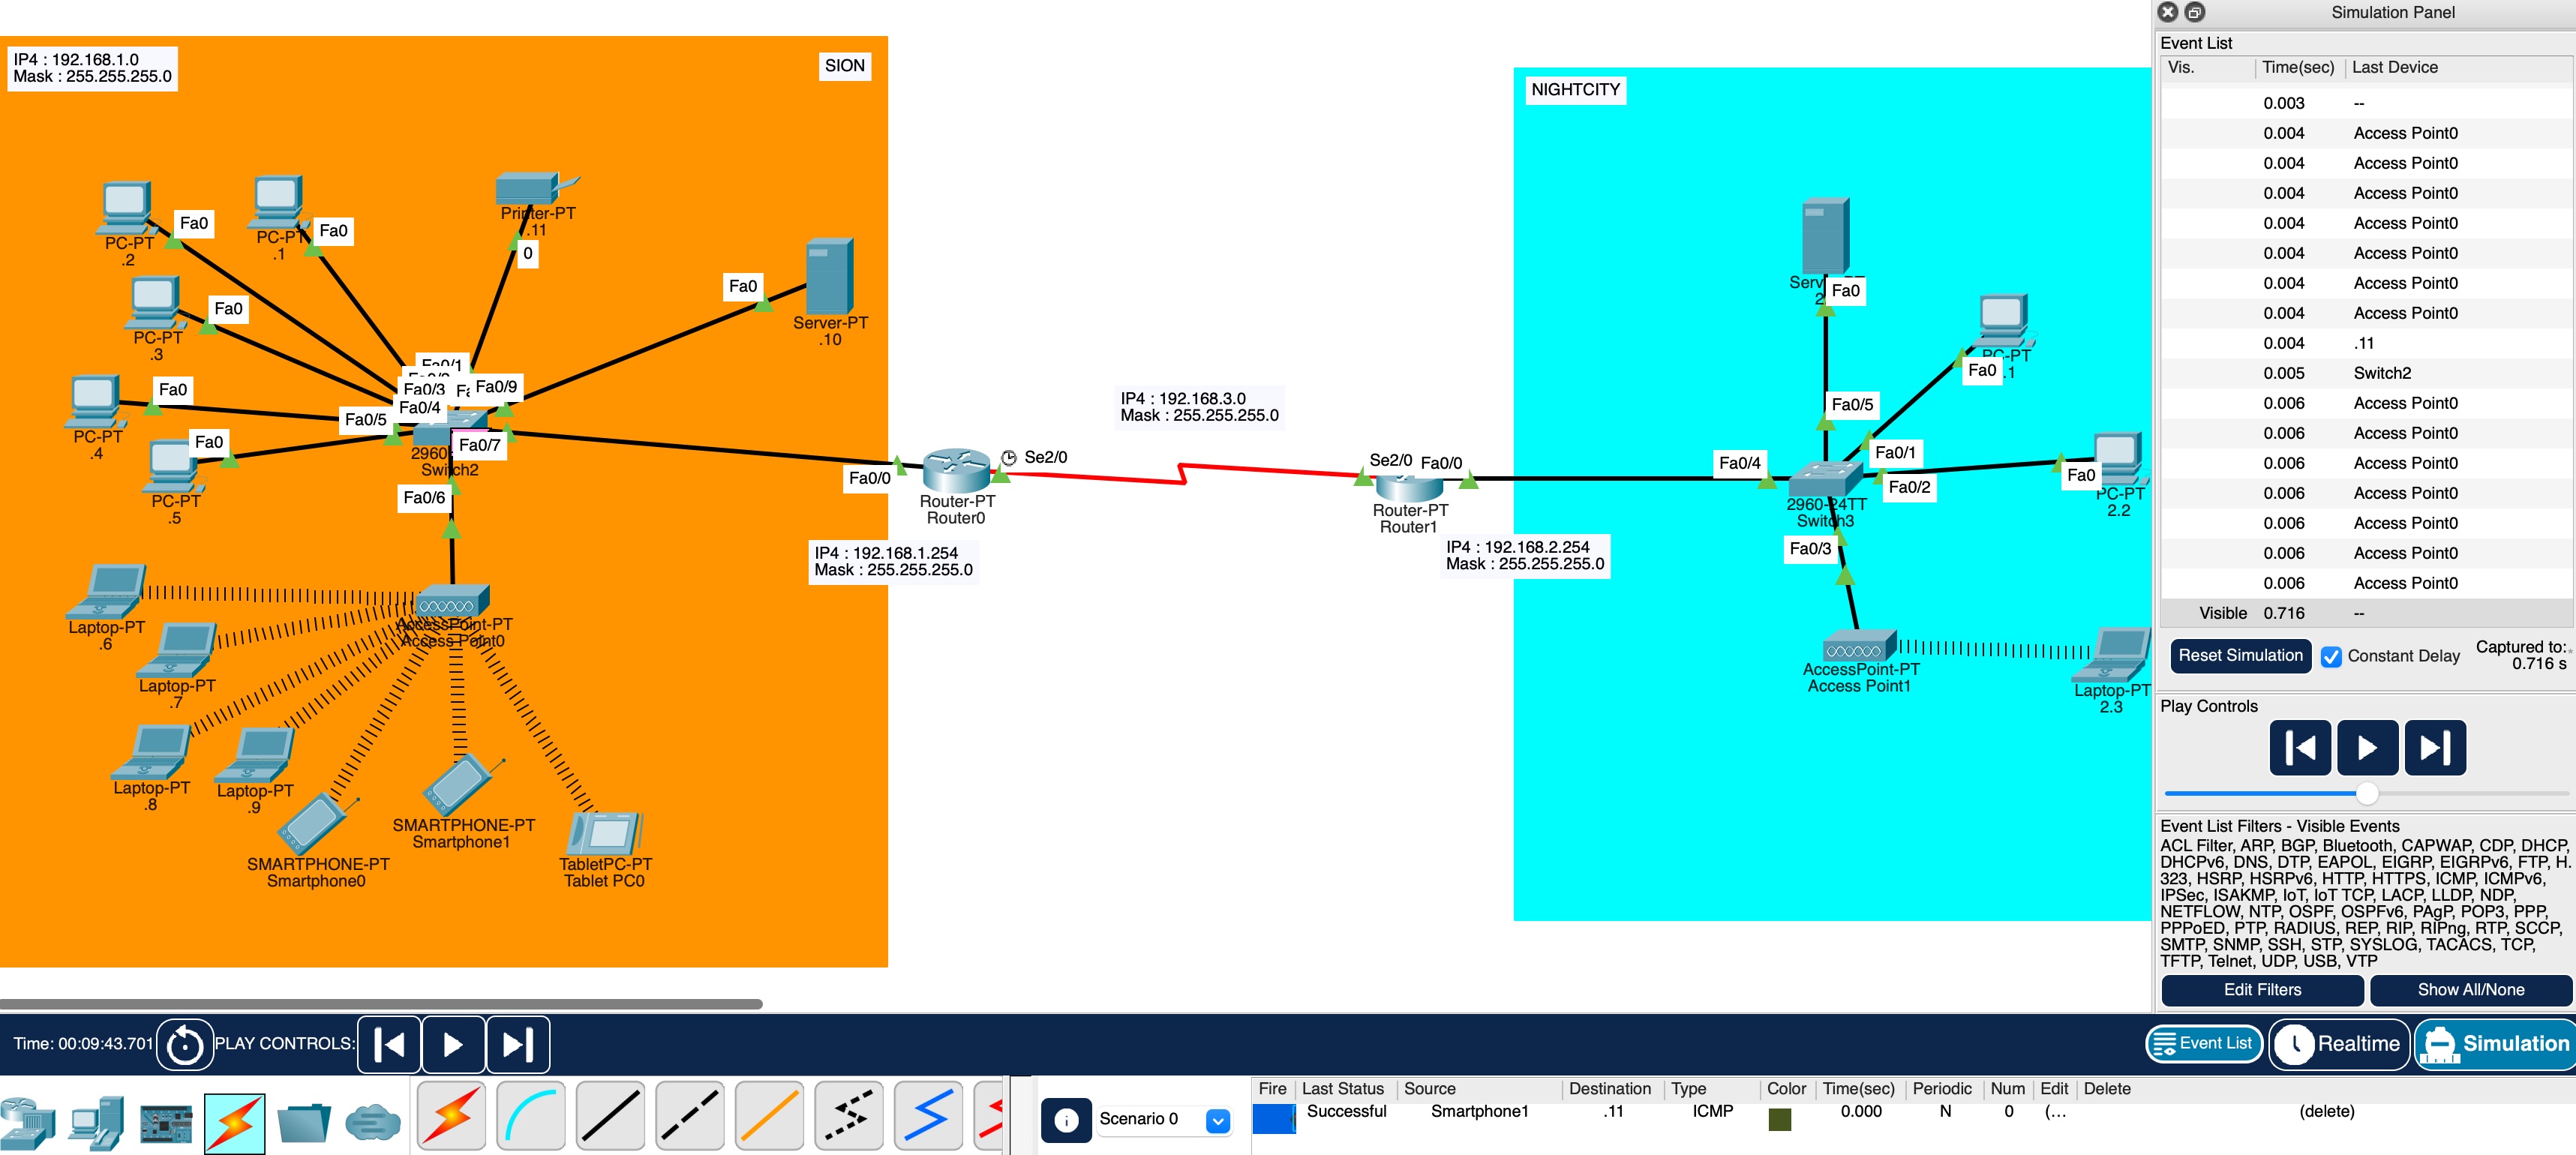 IP4 : 192.168.1.0
Mask : 255.255.255.0
SION
PC-PT
.2
Fa0
PC-PT
.1
Fa0
Printer-PT
.11
0
PC-PT
.3
Fa0
Fa0
Server-PT
.10
PC-PT
.4
Fa0
Fa0/1
Fa0/3
Fa0/9
Fa0/4
Fa0/5
Fa0/7
PC-PT
.5
Fa0
Switch2
Fa0/6
Laptop-PT
.6
Laptop-PT
.7
Laptop-PT
.8
Laptop-PT
.9
AccessPoint-PT
Access Point0
SMARTPHONE-PT
Smartphone0
SMARTPHONE-PT
Smartphone1
TabletPC-PT
Tablet PC0
Fa0/0
Se2/0
Router-PT
Router0
IP4 : 192.168.1.254
Mask : 255.255.255.0
IP4 : 192.168.3.0
Mask : 255.255.255.0
Se2/0
Fa0/0
Router-PT
Router1
IP4 : 192.168.2.254
Mask : 255.255.255.0
NIGHTCITY
Fa0
PC-PT
.1
Fa0
Fa0/5
Fa0/4
Fa0/1
Fa0/2
Fa0
PC-PT
2.2
2960-24TT
Switch3
Fa0/3
AccessPoint-PT
Access Point1
Laptop-PT
2.3
Simulation Panel
Event List
Vis. Time(sec) Last Device
0.003 --
0.004 Access Point0
0.004 Access Point0
0.004 Access Point0
0.004 Access Point0
0.004 Access Point0
0.004 Access Point0
0.004 Access Point0
0.004 .11
0.005 Switch2
0.006 Access Point0
0.006 Access Point0
0.006 Access Point0
0.006 Access Point0
0.006 Access Point0
0.006 Access Point0
0.006 Access Point0
Visible 0.716 --
Reset Simulation
Constant Delay
Captured to:*
0.716 s
Play Controls
Event List Filters - Visible Events
ACL Filter, ARP, BGP, Bluetooth, CAPWAP, CDP, DHCP,
DHCPv6, DNS, DTP, EAPOL, EIGRP, EIGRPv6, FTP, H.
323, HSRP, HSRPv6, HTTP, HTTPS, ICMP, ICMPv6,
IPSec, ISAKMP, IoT, IoT TCP, LACP, LLDP, NDP,
NETFLOW, NTP, OSPF, OSPFv6, PAgP, POP3, PPP,
PPPoED, PTP, RADIUS, REP, RIP, RIPng, RTP, SCCP,
SMTP, SNMP, SSH, STP, SYSLOG, TACACS, TCP,
TFTP, Telnet, UDP, USB, VTP
Edit Filters
Show All/None
Time: 00:09:43.701
PLAY CONTROLS:
Event List
Realtime
Simulation
Scenario 0
Fire Last Status Source Destination Type Color Time(sec) Periodic Num Edit Delete
Successful Smartphone1 .11 ICMP 0.000 N 0 (... (delete)